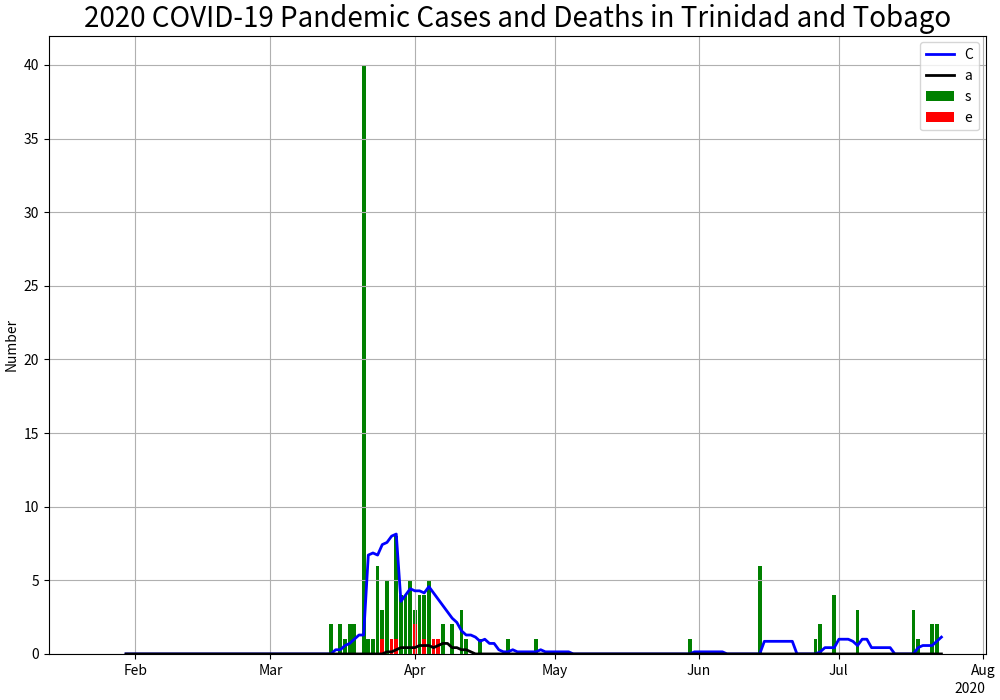 2020 COVID-19 Pandemic Cases and Deaths in Trinidad and Tobago
C
a
s
e
Number
40
35
30
25
20
15
10
5
0
Feb Mar Apr May Jun Jul Aug
2020